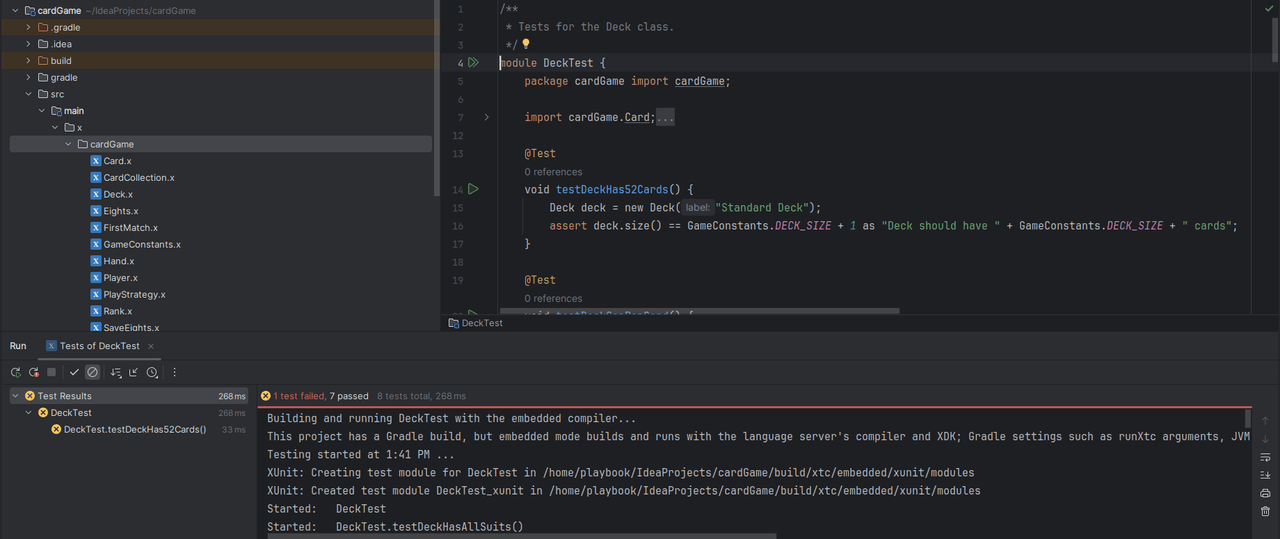 cardGame ~/IdeaProjects/cardGame
.gradle
.idea
build
gradle
src
main
x
cardGame
Card.x
CardCollection.x
Deck.x
Eights.x
FirstMatch.x
GameConstants.x
Hand.x
Player.x
PlayStrategy.x
Rank.x
SaveEights.x
1 /**
2 * Tests for the Deck class.
3 */
4 module DeckTest {
5 package cardGame import cardGame;
6
7 import cardGame.Card;...
12
13 @Test
0 references
14 void testDeckHas52Cards() {
15 Deck deck = new Deck( label: "Standard Deck");
16 assert deck.size() == GameConstants.DECK_SIZE + 1 as "Deck should have " + GameConstants.DECK_SIZE + " cards";
17 }
18
19 @Test
0 references
DeckTest
Run Tests of DeckTest
Test Results 268 ms
DeckTest 268 ms
DeckTest.testDeckHas52Cards() 33 ms
1 test failed, 7 passed 8 tests total, 268 ms
Building and running DeckTest with the embedded compiler...
This project has a Gradle build, but embedded mode builds and runs with the language server's compiler and XDK; Gradle settings such as runXtc arguments, JVM
Testing started at 1:41 PM ...
XUnit: Creating test module for DeckTest in /home/playbook/IdeaProjects/cardGame/build/xtc/embedded/xunit/modules
XUnit: Created test module DeckTest_xunit in /home/playbook/IdeaProjects/cardGame/build/xtc/embedded/xunit/modules
Started: DeckTest
Started: DeckTest.testDeckHasAllSuits()